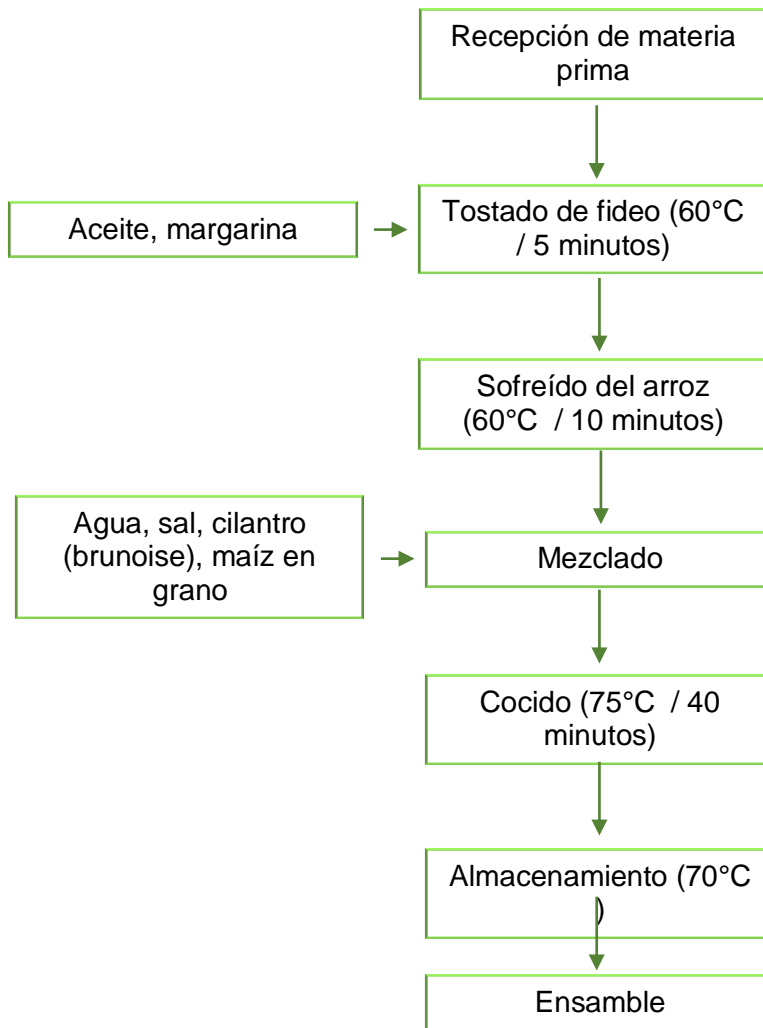 Recepción de materia
prima
Aceite, margarina
Tostado de fideo (60°C
/ 5 minutos)
Sofreído del arroz
(60°C  / 10 minutos)
Agua, sal, cilantro
(brunoise), maíz en
grano
Mezclado
Cocido (75°C  / 40
minutos)
Almacenamiento (70°C
)
Ensamble